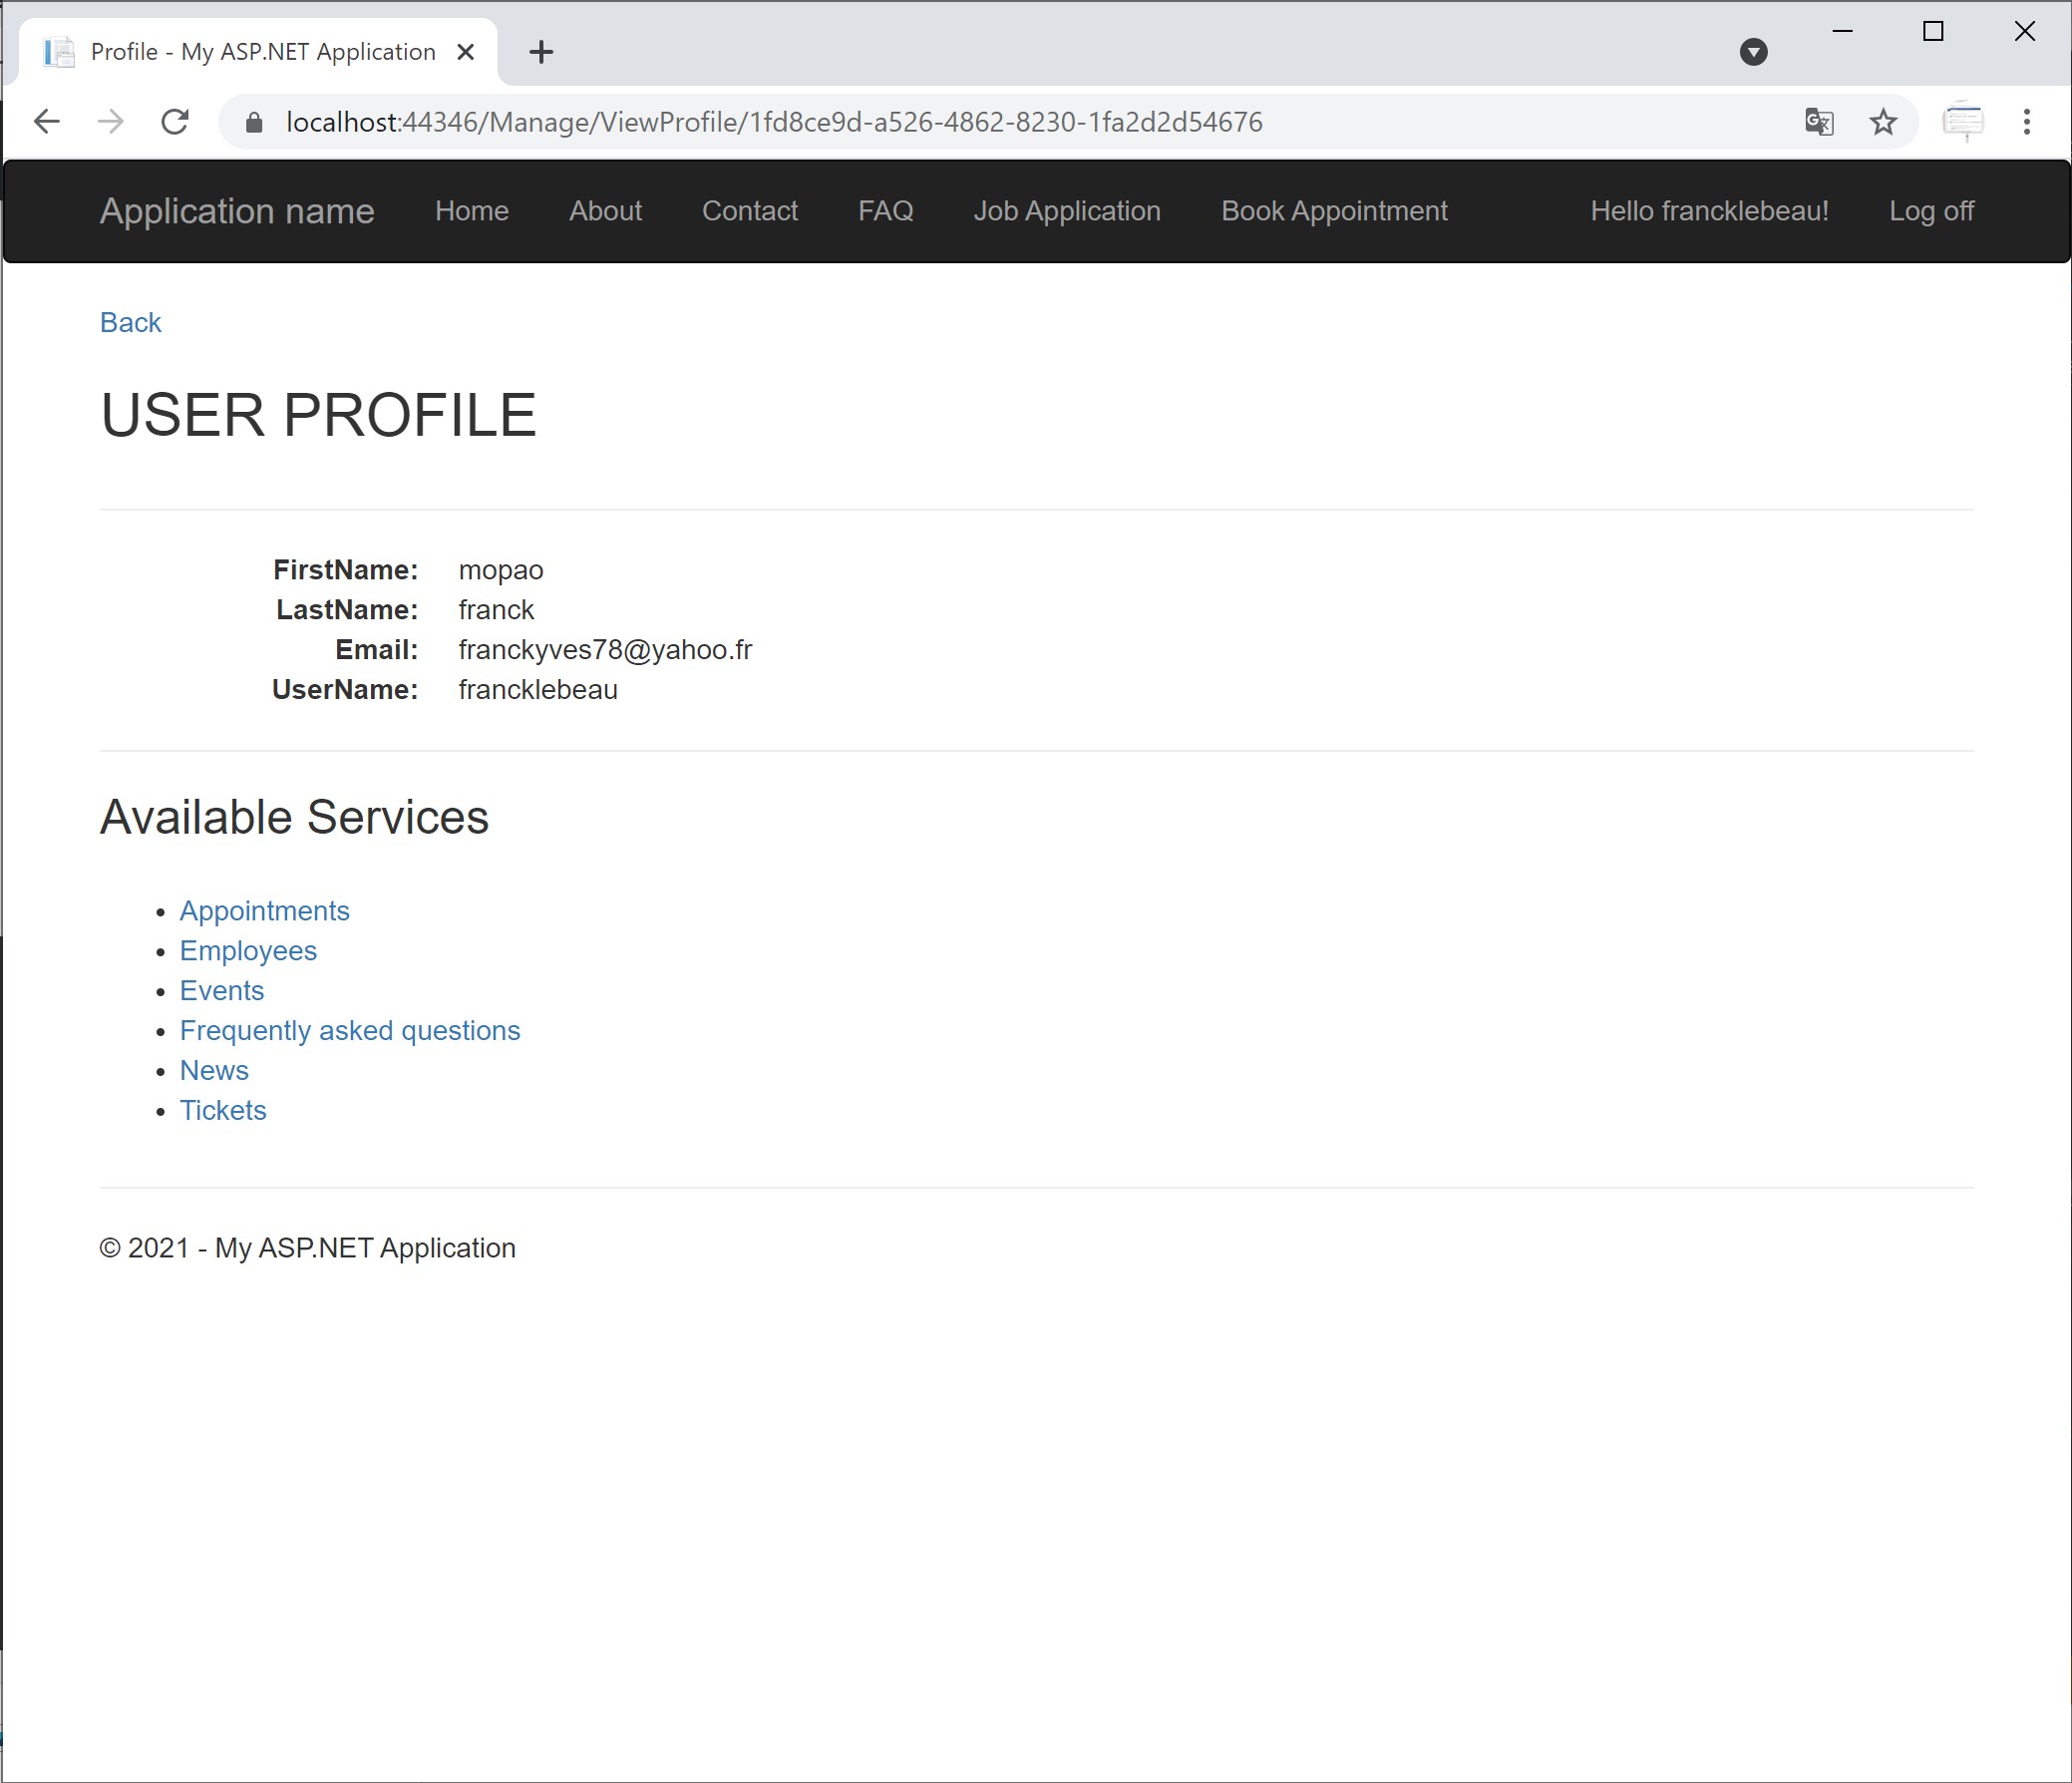 Profile - My ASP.NET Application
localhost:44346/Manage/ViewProfile/1fd8ce9d-a526-4862-8230-1fa2d2d54676
Application name Home About Contact FAQ Job Application Book Appointment Hello francklebeau! Log off
Back
USER PROFILE
FirstName: mopao
LastName: franck
Email: franckyves78@yahoo.fr
UserName: francklebeau
Available Services
Appointments
Employees
Events
Frequently asked questions
News
Tickets
© 2021 - My ASP.NET Application